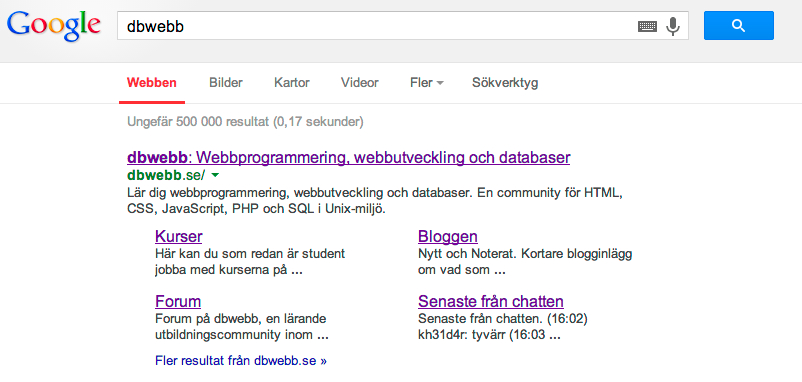 Google
dbwebb
Webben Bilder Kartor Videor Fler Sökverktyg
Ungefär 500 000 resultat (0,17 sekunder)
dbwebb: Webbprogrammering, webbutveckling och databaser
dbwebb.se/
Lär dig webbprogrammering, webbutveckling och databaser. En community för HTML,
CSS, JavaScript, PHP och SQL i Unix-miljö.
Kurser
Här kan du som redan är student
jobba med kurserna på ...
Bloggen
Nytt och Noterat. Kortare blogginlägg
om vad som ...
Forum
Forum på dbwebb, en lärande
utbildningscommunity inom ...
Senaste från chatten
Senaste från chatten. (16:02)
kh31d4r: tyvärr (16:03 ...
Fler resultat från dbwebb.se »